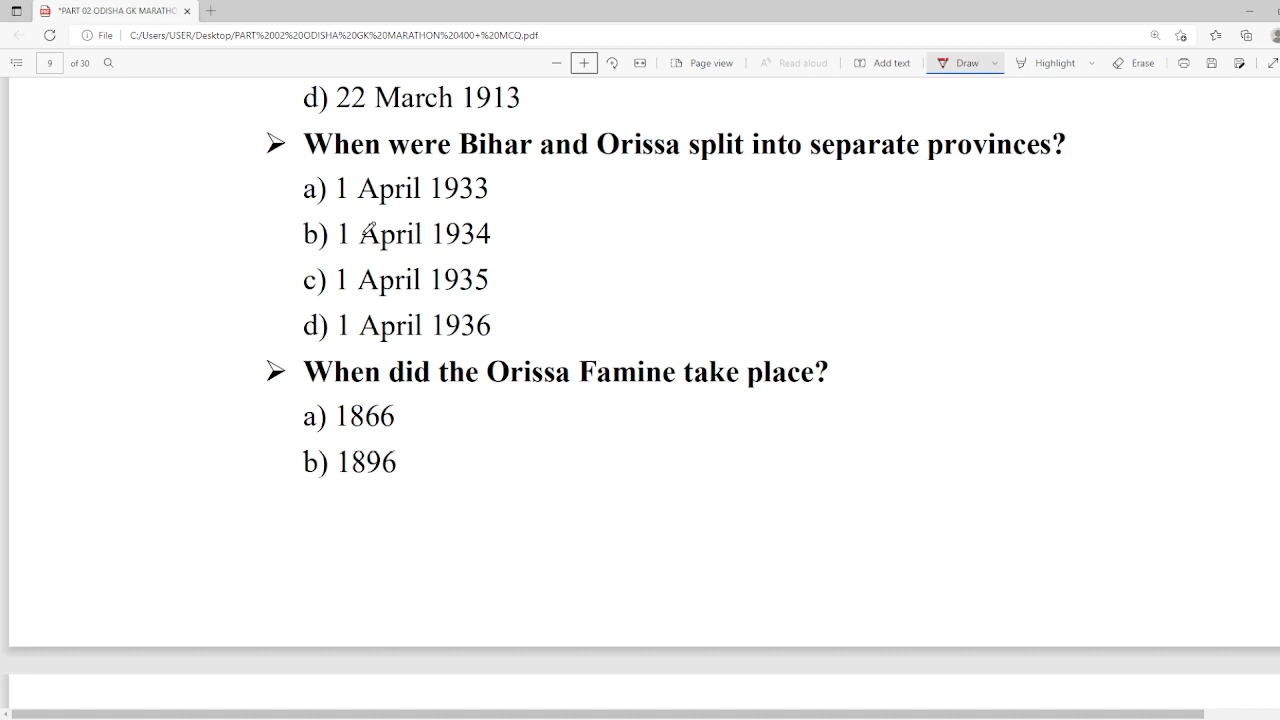 *PART 02 ODISHA GK MARATHO
File
C:/Users/USER/Desktop/PART%2002%20ODISHA%20GK%20MARATHON%20400+%20MCQ.pdf
9 of 30
Page view
Read aloud
Add text
Draw
Highlight
Erase
d) 22 March 1913
➢ When were Bihar and Orissa split into separate provinces?
a) 1 April 1933
b) 1 April 1934
c) 1 April 1935
d) 1 April 1936
➢ When did the Orissa Famine take place?
a) 1866
b) 1896